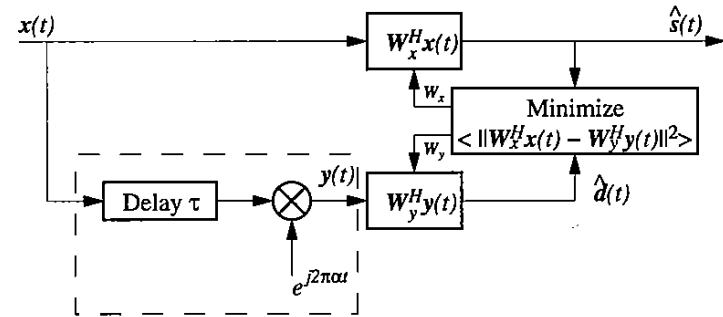 x(t)
W_x^H x(t)
ŝ(t)
W_x
Minimize
< ||W_x^H x(t) – W_y^H y(t)||²>
W_y
y(t)
Delay τ
W_y^H y(t)
d̂(t)
e^{j2παt}